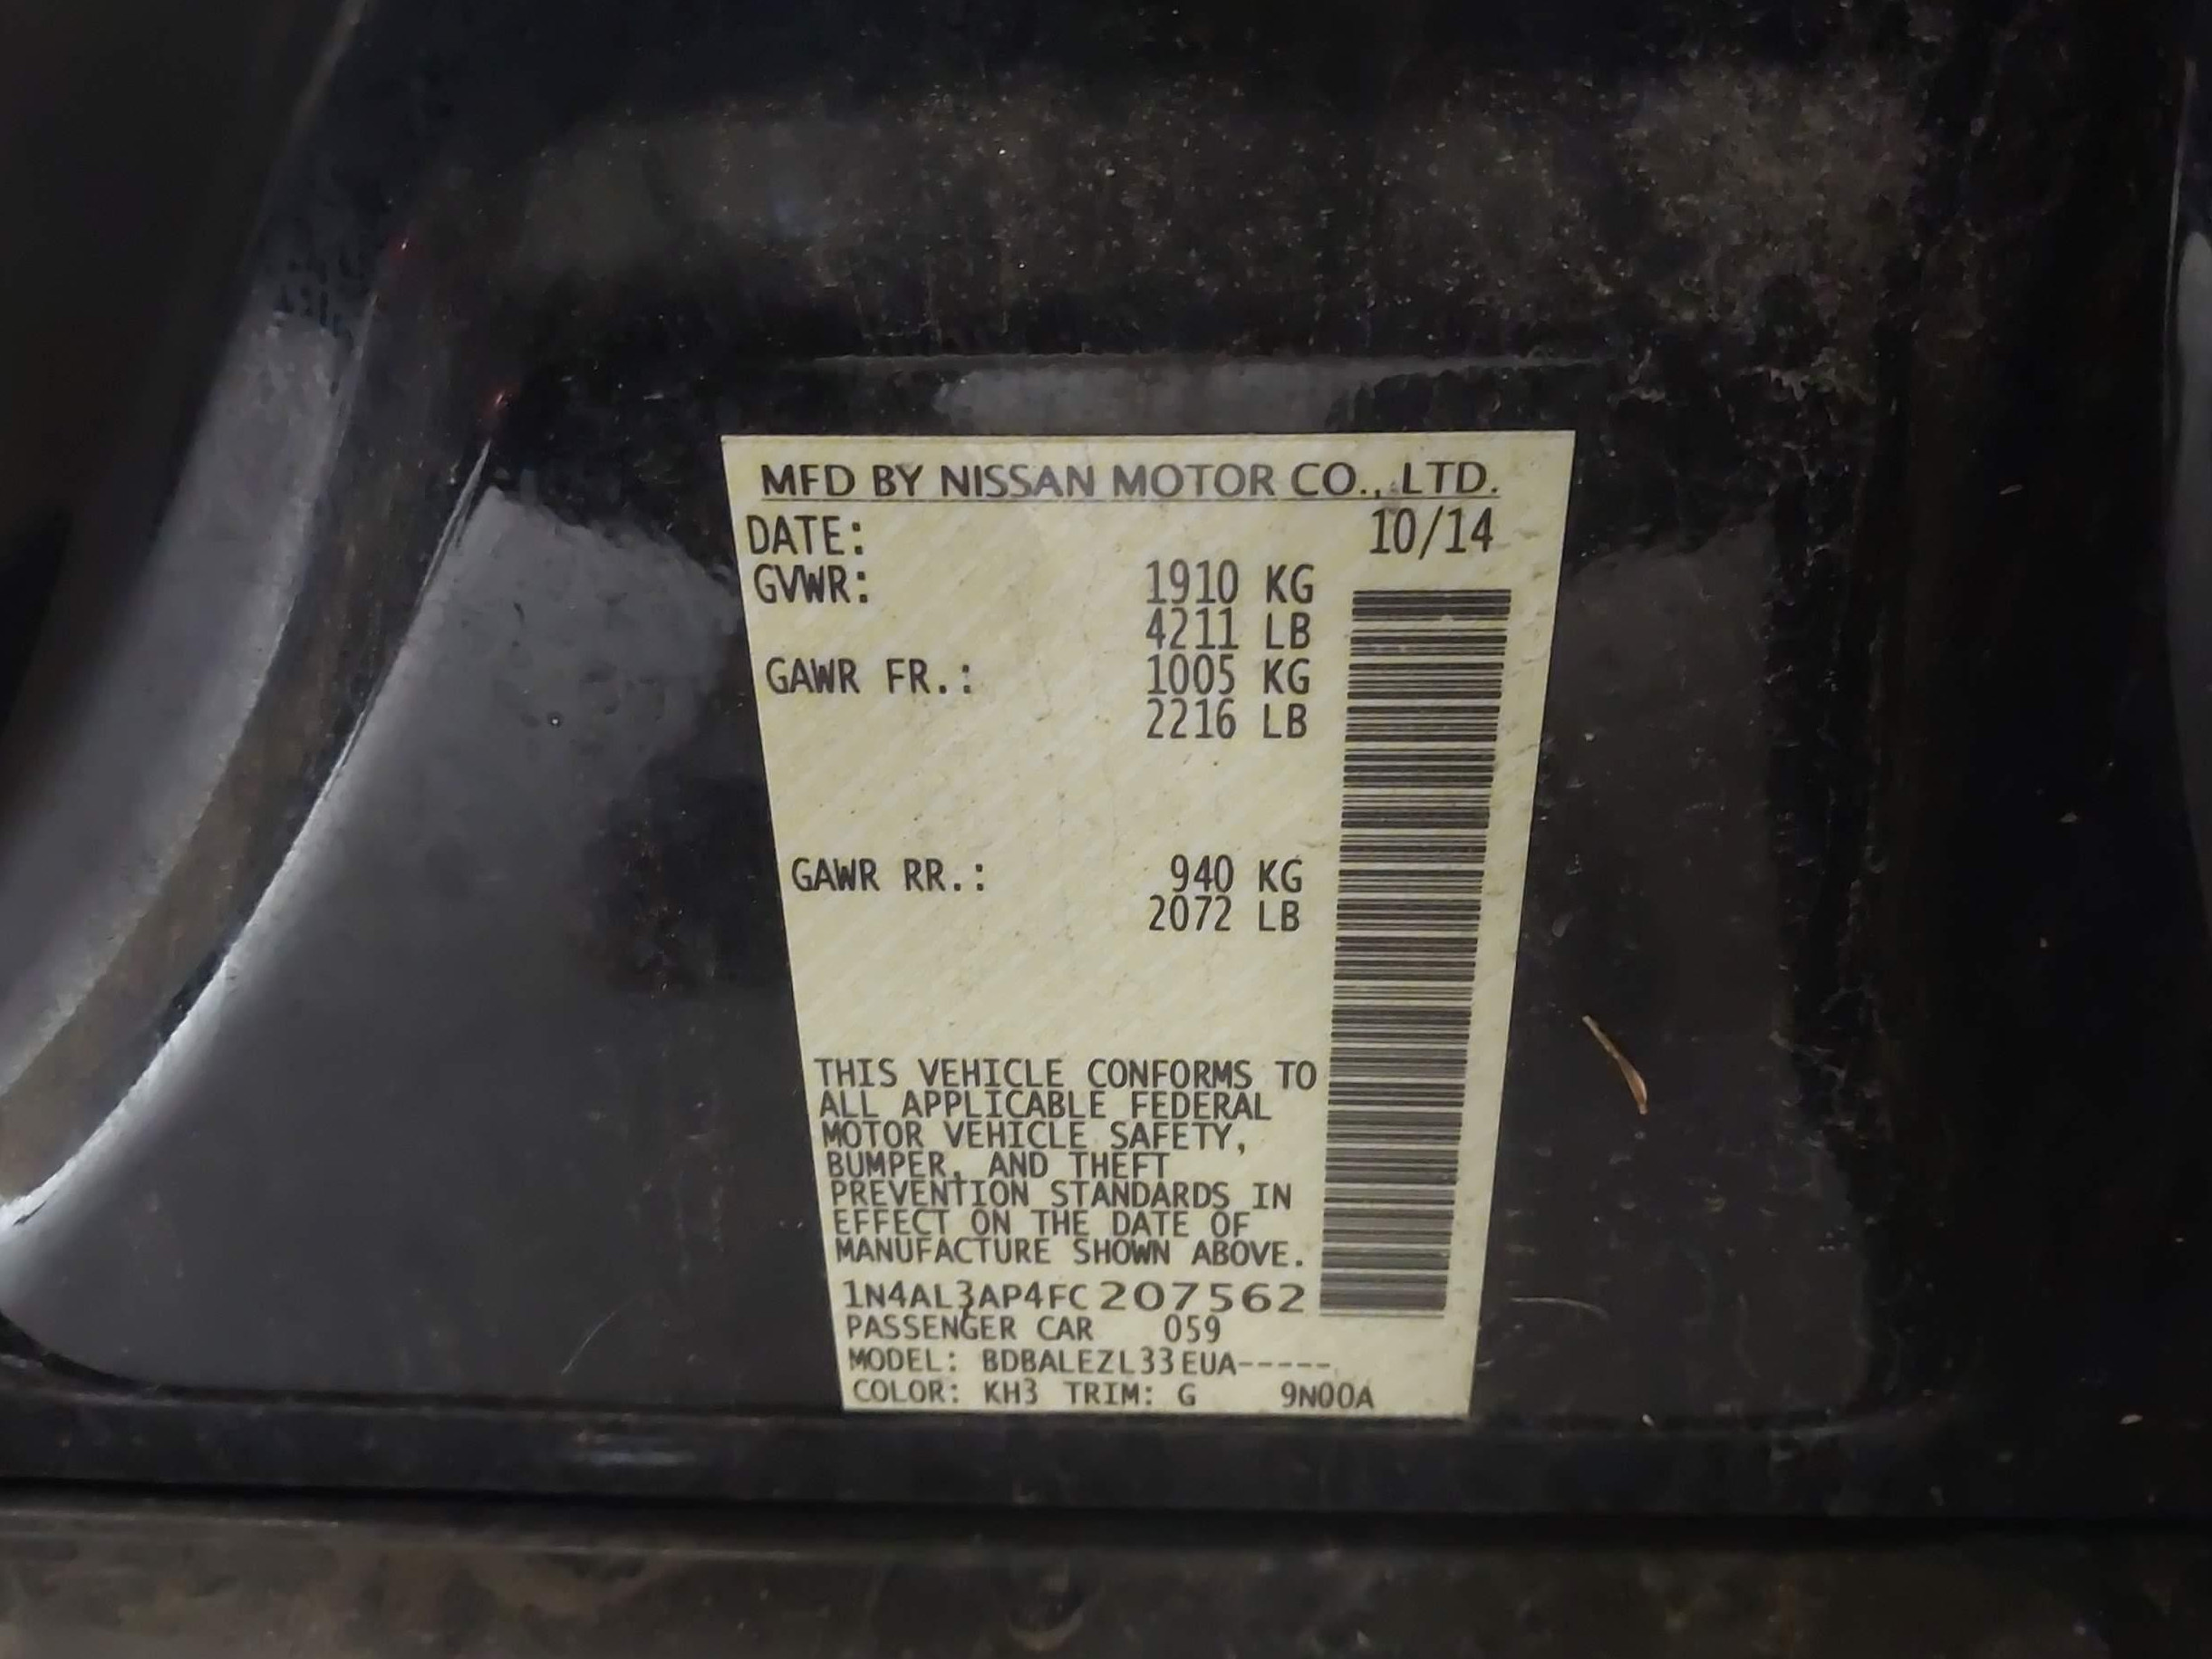 MFD BY NISSAN MOTOR CO., LTD.
DATE: 10/14
GVWR: 1910 KG
4211 LB
GAWR FR.: 1005 KG
2216 LB
GAWR RR.: 940 KG
2072 LB
THIS VEHICLE CONFORMS TO
ALL APPLICABLE FEDERAL
MOTOR VEHICLE SAFETY,
BUMPER, AND THEFT
PREVENTION STANDARDS IN
EFFECT ON THE DATE OF
MANUFACTURE SHOWN ABOVE.
1N4AL3AP4FC207562
PASSENGER CAR 059
MODEL: BDBALEZL33EUA-----
COLOR: KH3 TRIM: G 9N00A